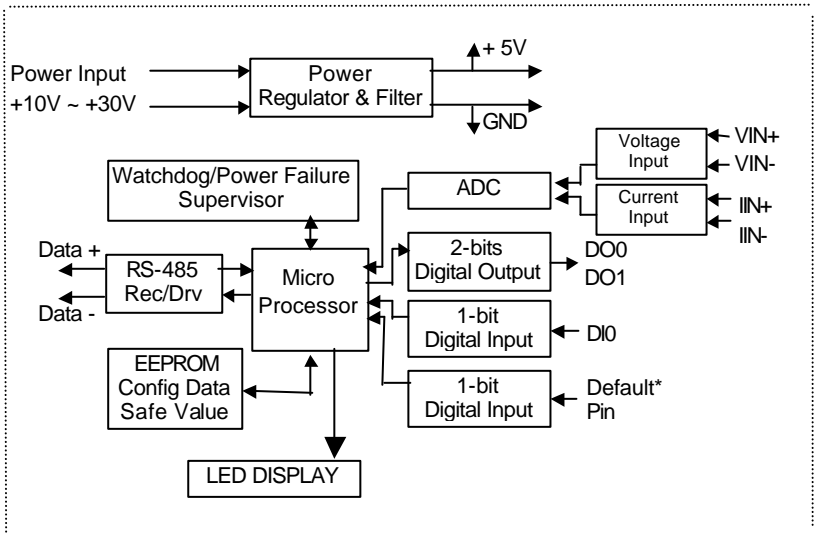 Power Input
+10V ~ +30V
Power
Regulator & Filter
+ 5V
GND
Voltage
Input
VIN+
VIN-
Watchdog/Power Failure
Supervisor
ADC
Current
Input
IIN+
IIN-
Data +
Data -
RS-485
Rec/Drv
Micro
Processor
2-bits
Digital Output
DO0
DO1
1-bit
Digital Input
DI0
EEPROM
Config Data
Safe Value
1-bit
Digital Input
Default*
Pin
LED DISPLAY